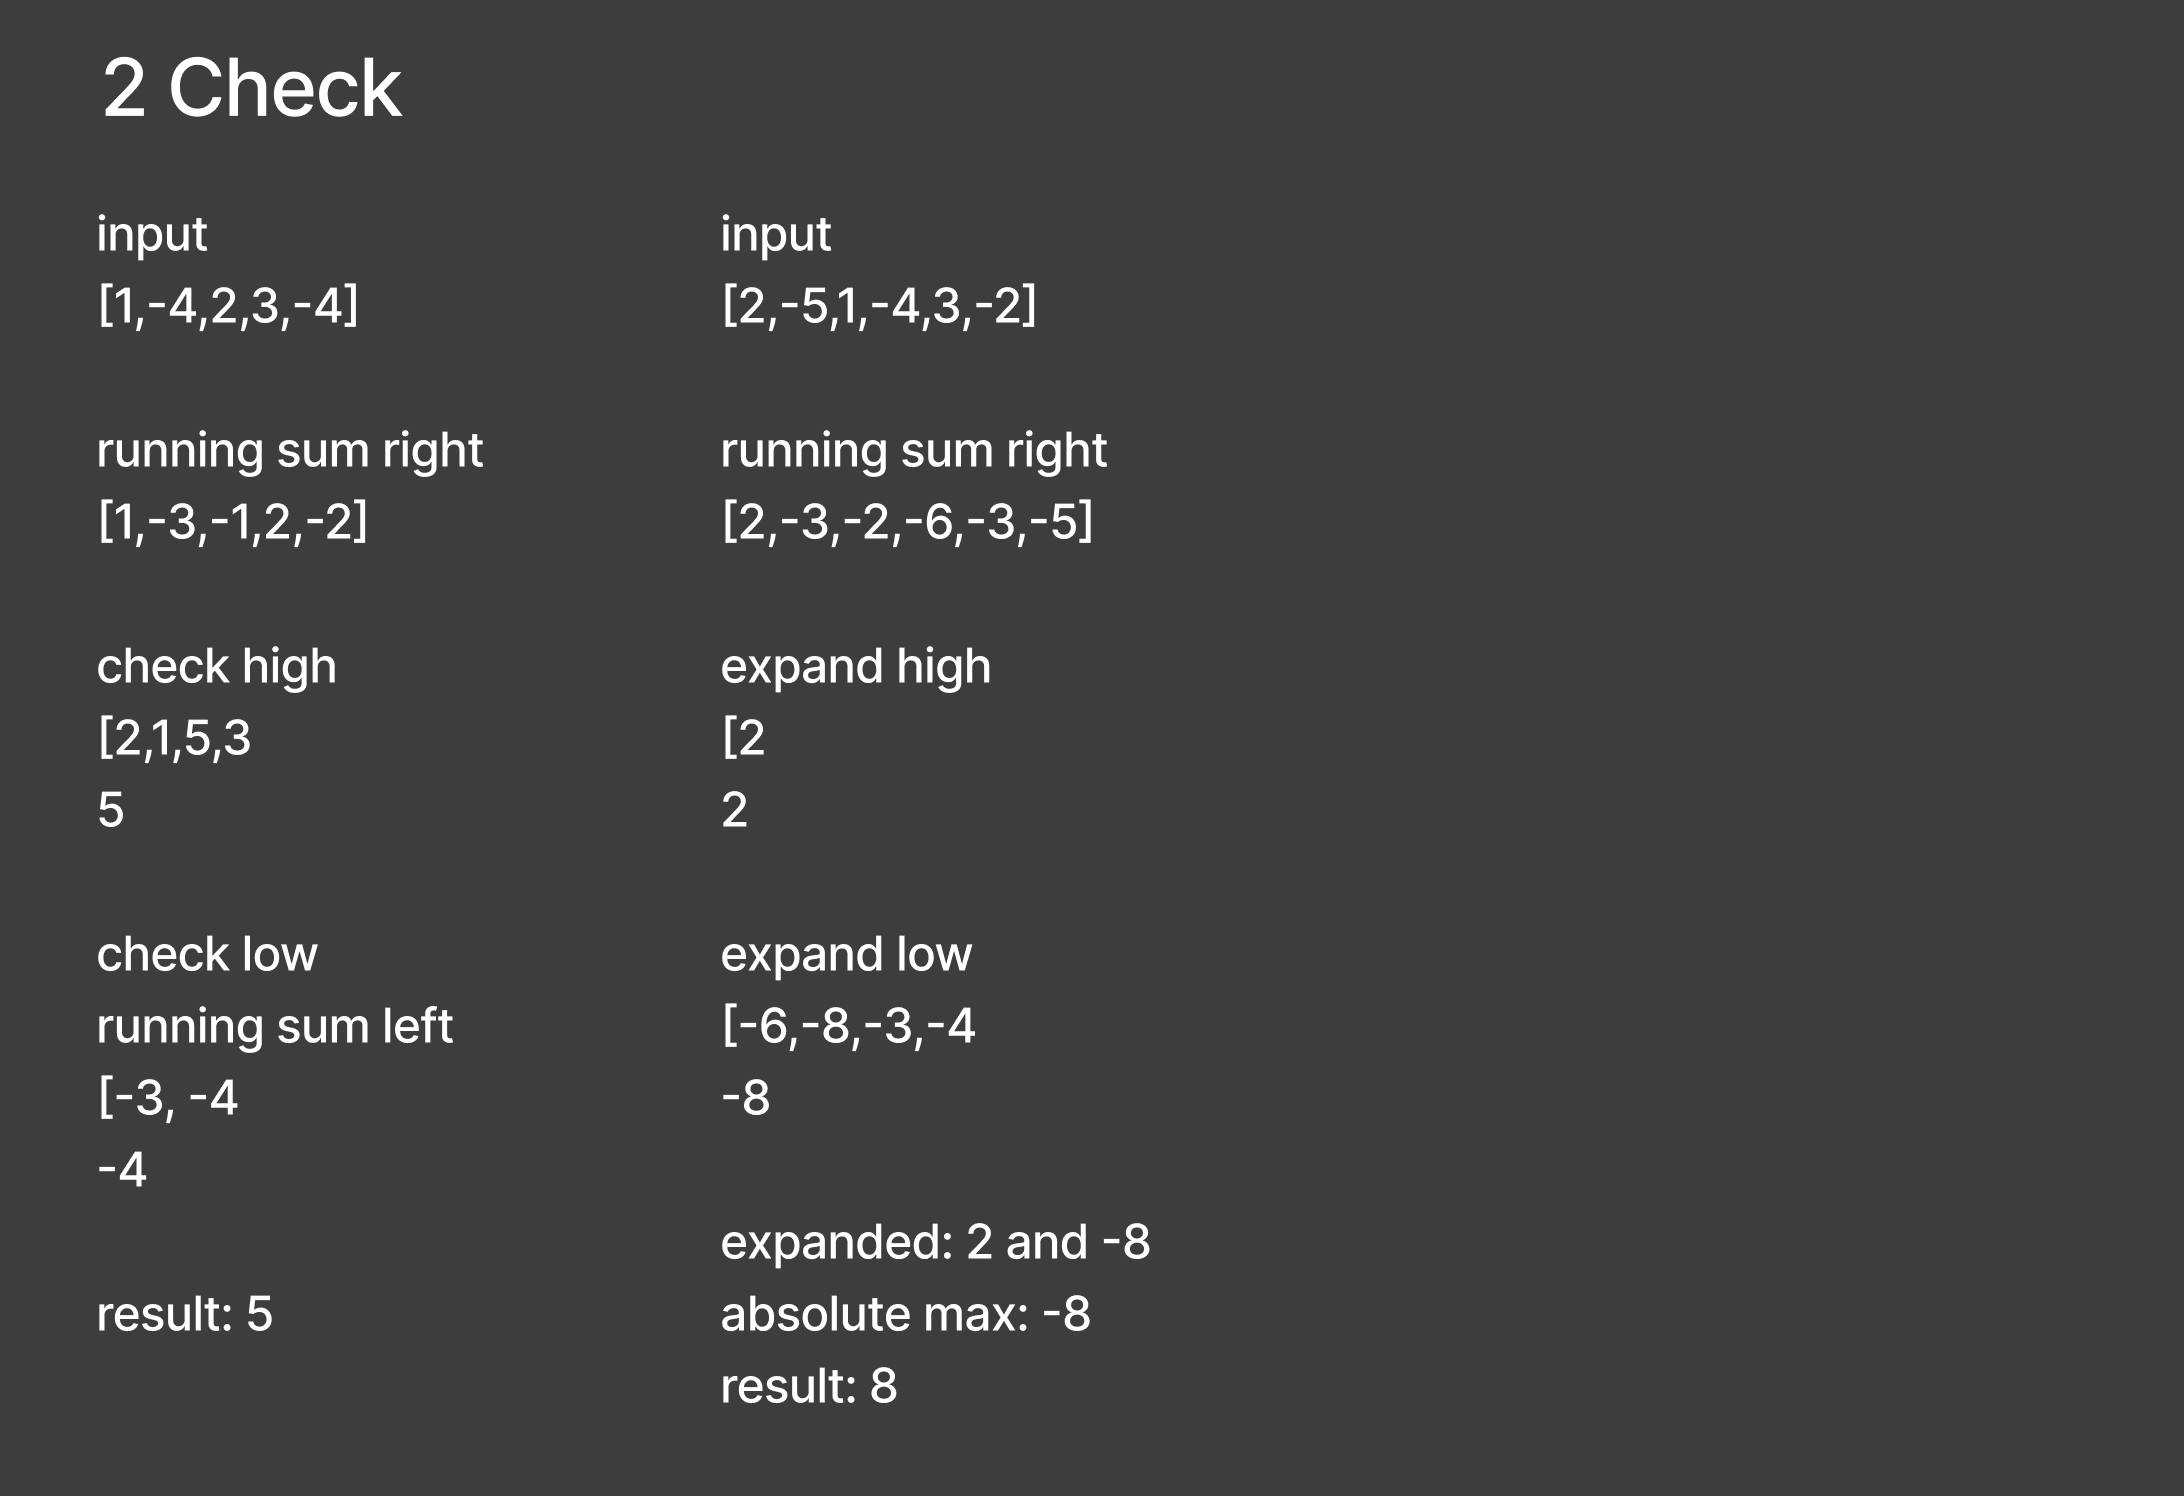 2 Check
input
[1,-4,2,3,-4]
running sum right
[1,-3,-1,2,-2]
check high
[2,1,5,3
5
check low
running sum left
[-3, -4
-4
result: 5
input
[2,-5,1,-4,3,-2]
running sum right
[2,-3,-2,-6,-3,-5]
expand high
[2
2
expand low
[-6,-8,-3,-4
-8
expanded: 2 and -8
absolute max: -8
result: 8